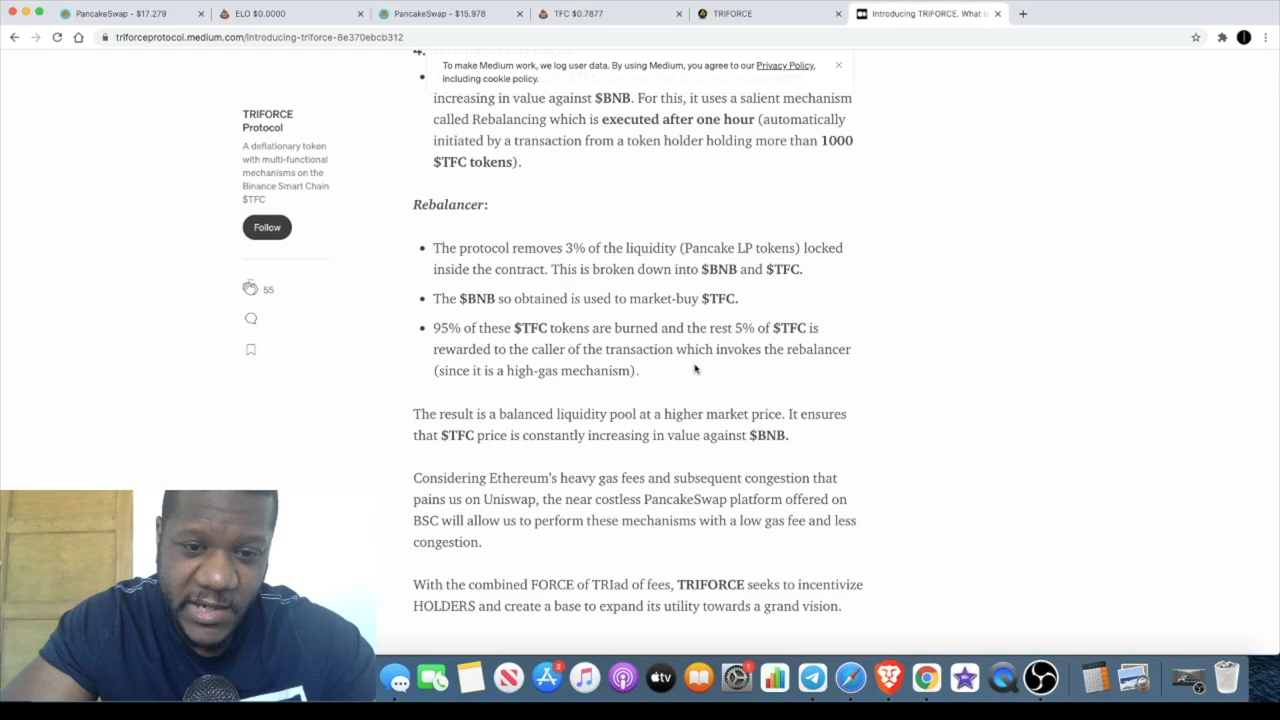 PancakeSwap - $17.279
ELO $0.0000
PancakeSwap - $15.978
TFC $0.7877
TRIFORCE
Introducing TRIFORCE. What is
triforceprotocol.medium.com/introducing-triforce-8e370ebcb312
To make Medium work, we log user data. By using Medium, you agree to our Privacy Policy,
including cookie policy.
increasing in value against $BNB. For this, it uses a salient mechanism
called Rebalancing which is executed after one hour (automatically
initiated by a transaction from a token holder holding more than 1000
$TFC tokens).
TRIFORCE
Protocol
A deflationary token
with multi-functional
mechanisms on the
Binance Smart Chain
$TFC
Follow
55
Rebalancer:
The protocol removes 3% of the liquidity (Pancake LP tokens) locked
inside the contract. This is broken down into $BNB and $TFC.
The $BNB so obtained is used to market-buy $TFC.
95% of these $TFC tokens are burned and the rest 5% of $TFC is
rewarded to the caller of the transaction which invokes the rebalancer
(since it is a high-gas mechanism).
The result is a balanced liquidity pool at a higher market price. It ensures
that $TFC price is constantly increasing in value against $BNB.
Considering Ethereum’s heavy gas fees and subsequent congestion that
pains us on Uniswap, the near costless PancakeSwap platform offered on
BSC will allow us to perform these mechanisms with a low gas fee and less
congestion.
With the combined FORCE of TRIad of fees, TRIFORCE seeks to incentivize
HOLDERS and create a base to expand its utility towards a grand vision.
2
tv
1